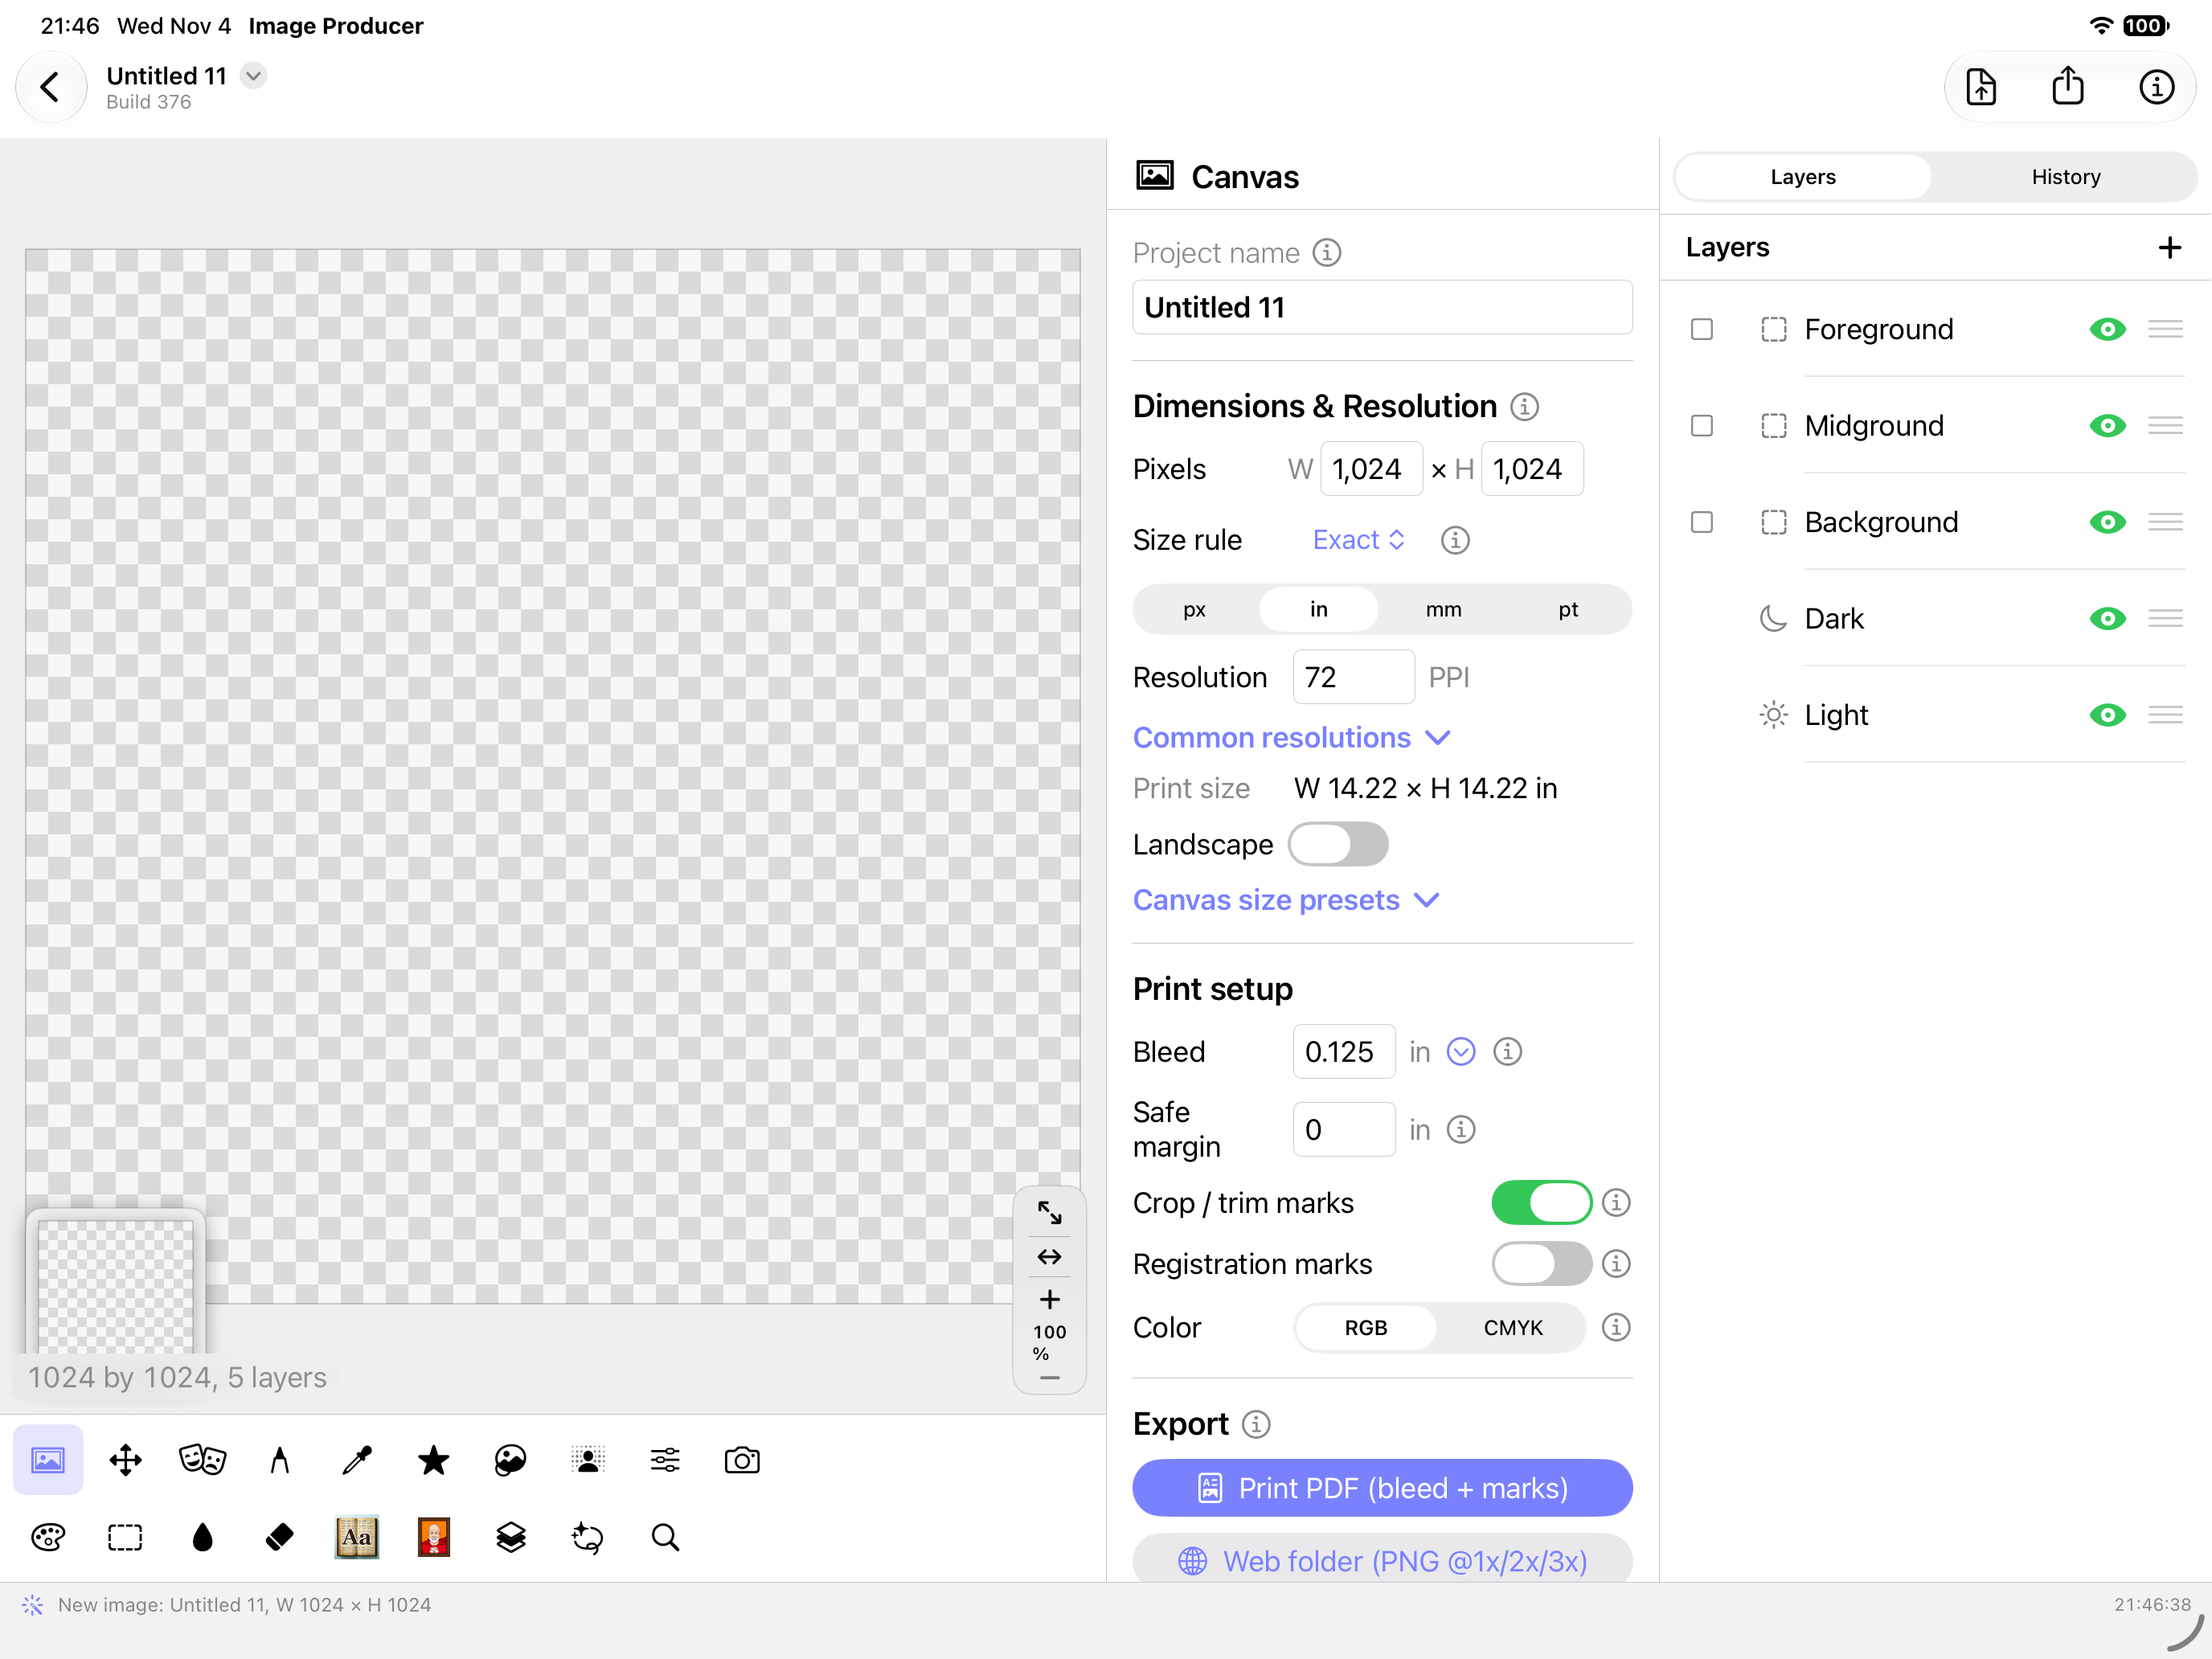 21:46 Wed Nov 4 Image Producer
100
Untitled 11
Build 376
1024 by 1024, 5 layers
100
%
Aa
Canvas
Project name
Untitled 11
Dimensions & Resolution
Pixels W 1,024 × H 1,024
Size rule Exact
px in mm pt
Resolution 72 PPI
Common resolutions
Print size W 14.22 × H 14.22 in
Landscape
Canvas size presets
Print setup
Bleed 0.125 in
Safe
margin 0 in
Crop / trim marks
Registration marks
Color RGB CMYK
Export
Print PDF (bleed + marks)
Web folder (PNG @1x/2x/3x)
Layers History
Layers
Foreground
Midground
Background
Dark
Light
New image: Untitled 11, W 1024 × H 1024
21:46:38